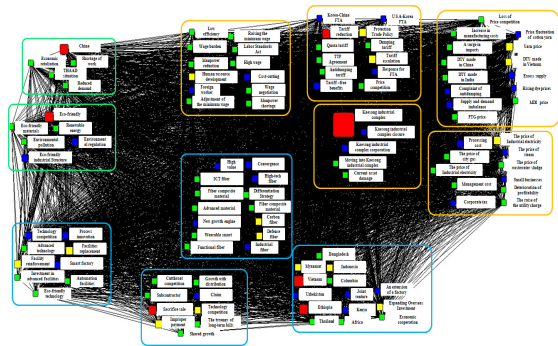 China
Economic
retaliation
Shortage of
work
THAAD
situation
Reduced
demand
Eco-friendly
Eco-friendly
materials
Renewable
energy
Environmental
pollution
Environment
al regulation
Eco-friendly
industrial Structure
Technology
competition
Process
innovation
Advanced
technology
Facilities
replacement
Facility
reinforcement
Smart factory
Investment in
advanced facilities
Automation
facilities
Eco-friendly
technology
Low
efficiency
Raising the
minimum wage
Wage burden
Labor Standards
Act
Manpower
reduction
High wage
Human resource
development
Cost-cutting
Foreign
worker
Wage
negotiation
Adjustment of
the minimum wage
Manpower
shortage
High
value
Convergence
ICT fiber
High-tech
fiber
Fiber composite
material
Differentiation
Strategy
Advanced material
Fiber composite
material
New growth engine
Carbon
fiber
Wearable smart
Defense
fiber
Functional fiber
Industrial
fiber
Cutthroat
competition
Growth with
distribution
Subcontractor
Claim
Sacrifice sale
Technology
competition
Improper
payment
The tyranny of
long-term bills
Shared growth
Korea-China
FTA
U.S.A-Korea
FTA
Tariff
reduction
Protection
Trade Policy
Quota tariff
Dumping
tariff
TIP
Agreement
Tariff
escalation
Antidumping
tariff
Response for
FTA
Tariff-free
benefits
Price
competition
Kaesong industrial
complex
Kaesong industrial
complex closure
Kaesong industrial
complex corporation
Moving into Kaesong
industrial complex
Current asset
damage
Bangladesh
Myanmar
Indonesia
Vietnam
Colombia
Uzbekistan
Joint
venture
Ethiopia
Kenya
Thailand
Africa
An extension
of a factory
Expanding Overseas
Investment
Economic
cooperation
Loss of
Price competition
Increase in
manufacturing costs
Price fluctuation
of cotton yarn
A surge in
imports
Yarn price
DTY made
in China
DTY made
in Vietnam
DTY made
in India
Excess supply
Complaint of
antidumping
Rising the prices
Supply and demand
imbalance
MEG price
PTG price
Processing
cost
The price of
Industrial electricity
The price of
city gas
The price of
steam
The price of
Industrial electricity
The price of
wastewater sludge
Management cost
Small businesses
Deterioration of
profitability
Corporate tax
The raise of
the utility charge